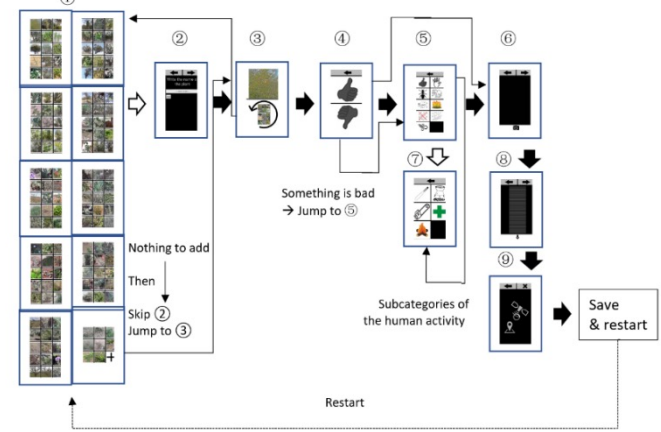 ②
③
④
⑤
⑥
⑦
⑧
⑨
Something is bad
→ Jump to ⑤
Nothing to add
Then
Skip ②
Jump to ③
Subcategories of
the human activity
Save
& restart
Restart